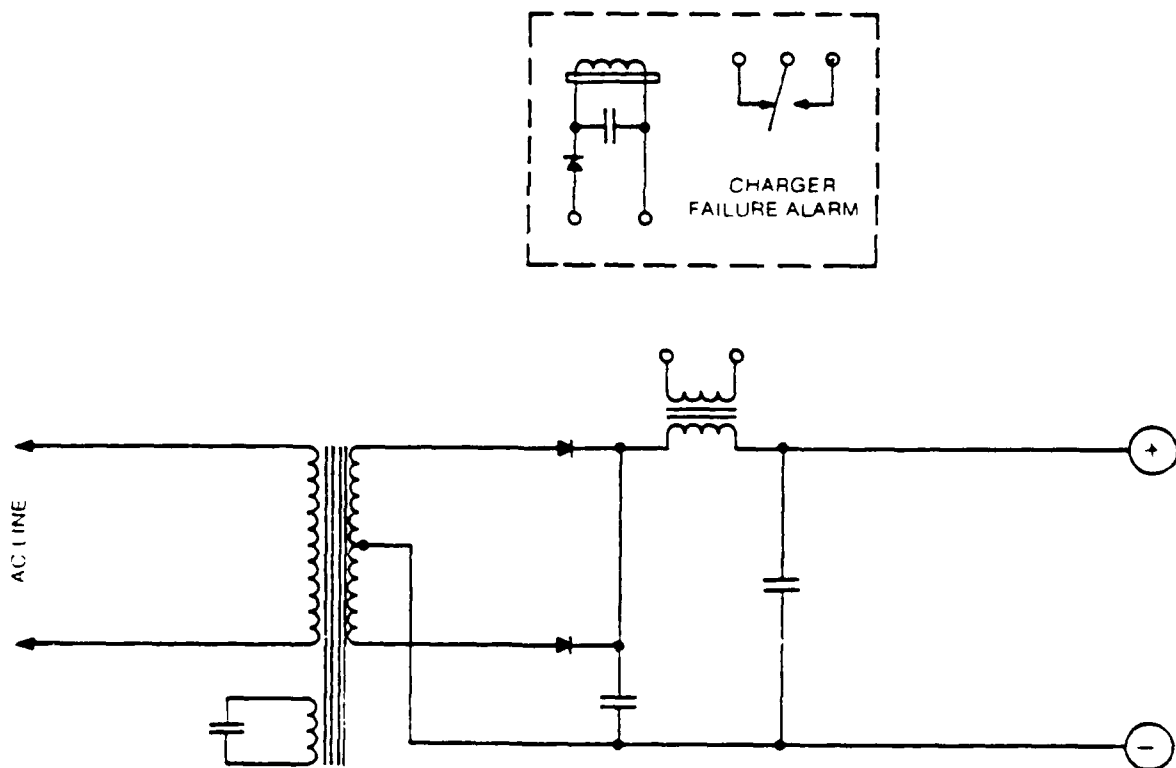 CHARGER
FAILURE ALARM
AC LINE
+
−